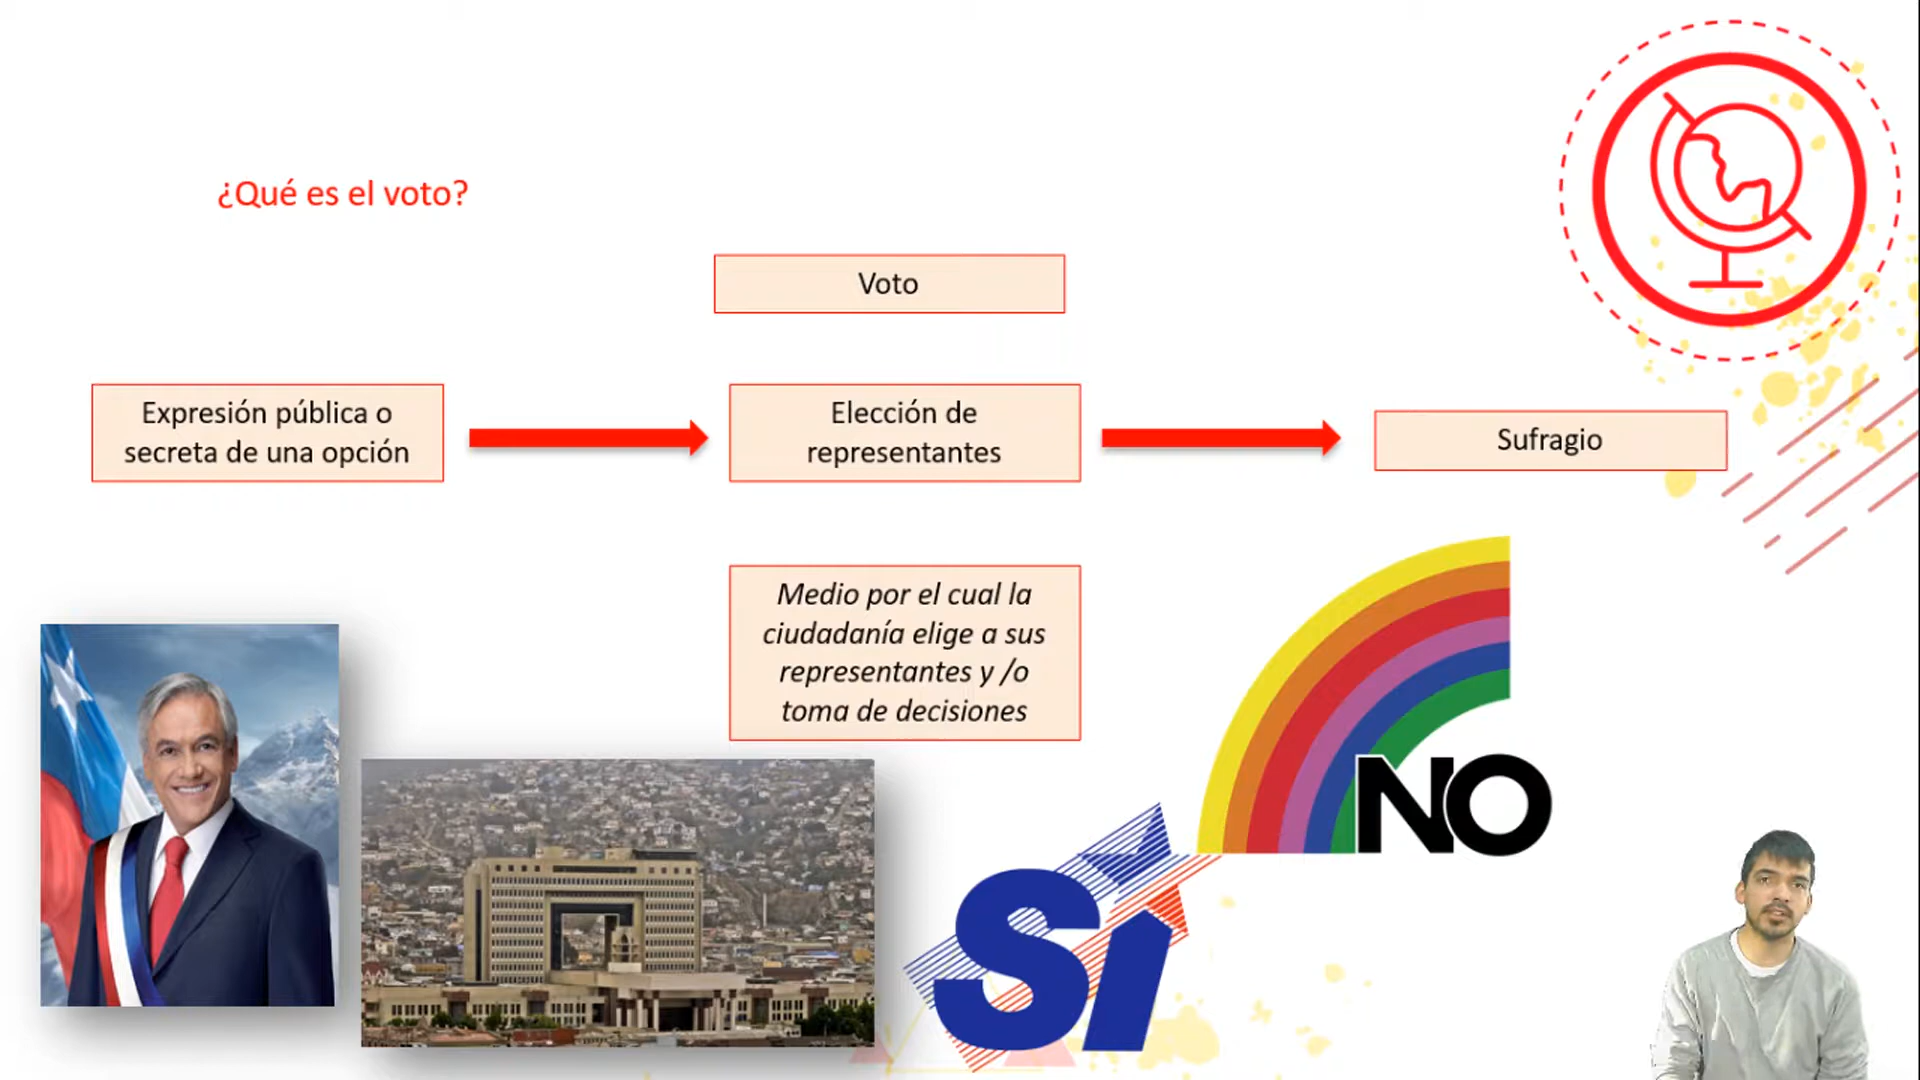 ¿Qué es el voto?
Voto
Expresión pública o
secreta de una opción
Elección de
representantes
Sufragio
Medio por el cual la
ciudadanía elige a sus
representantes y /o
toma de decisiones
NO
Sí